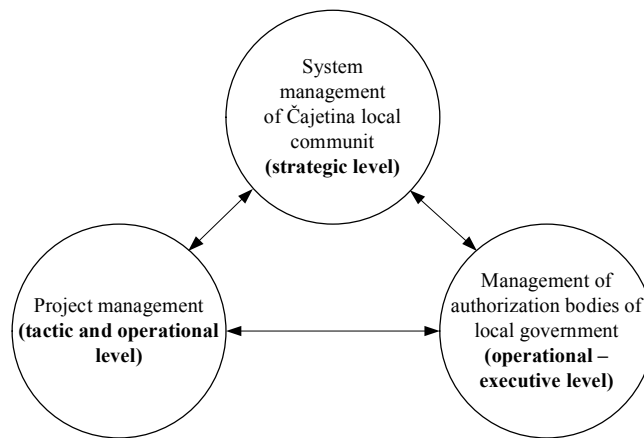 System
management
of Čajetina local
communit
(strategic level)
Project management
(tactic and operational
level)
Management of
authorization bodies of
local government
(operational –
executive level)